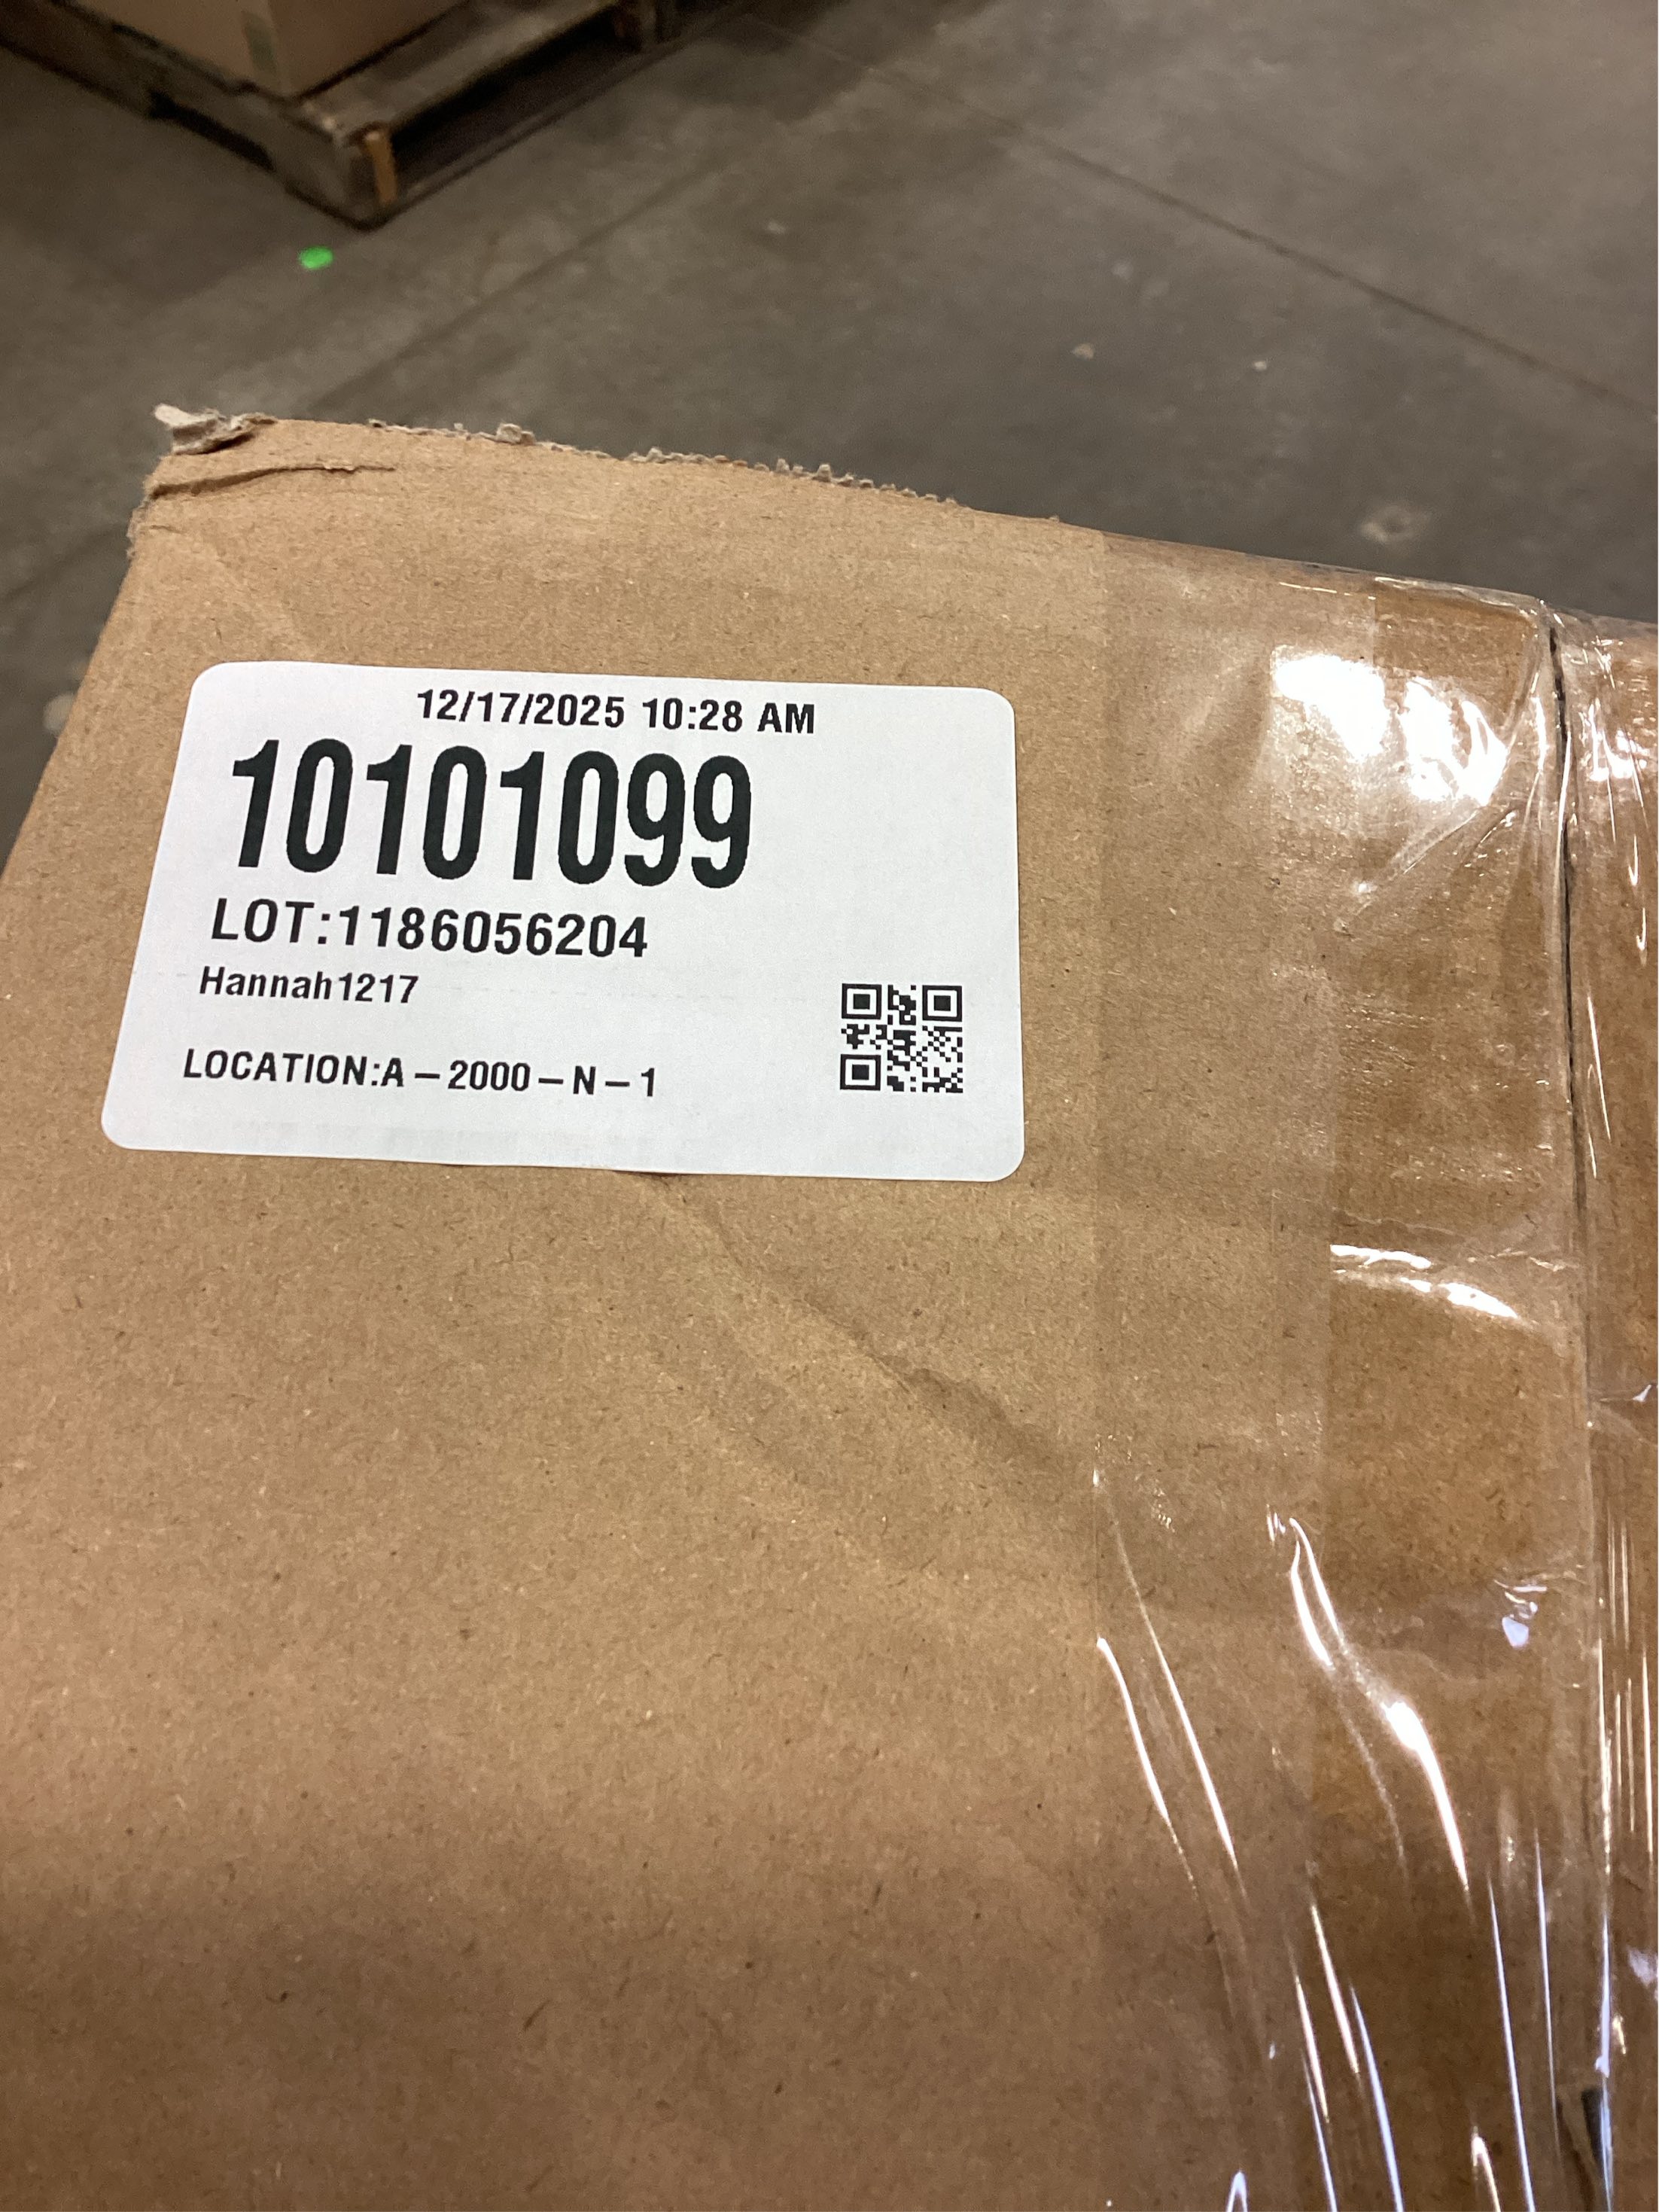 12/17/2025 10:28 AM
10101099
LOT:1186056204
Hannah1217
LOCATION:A – 2000 – N – 1